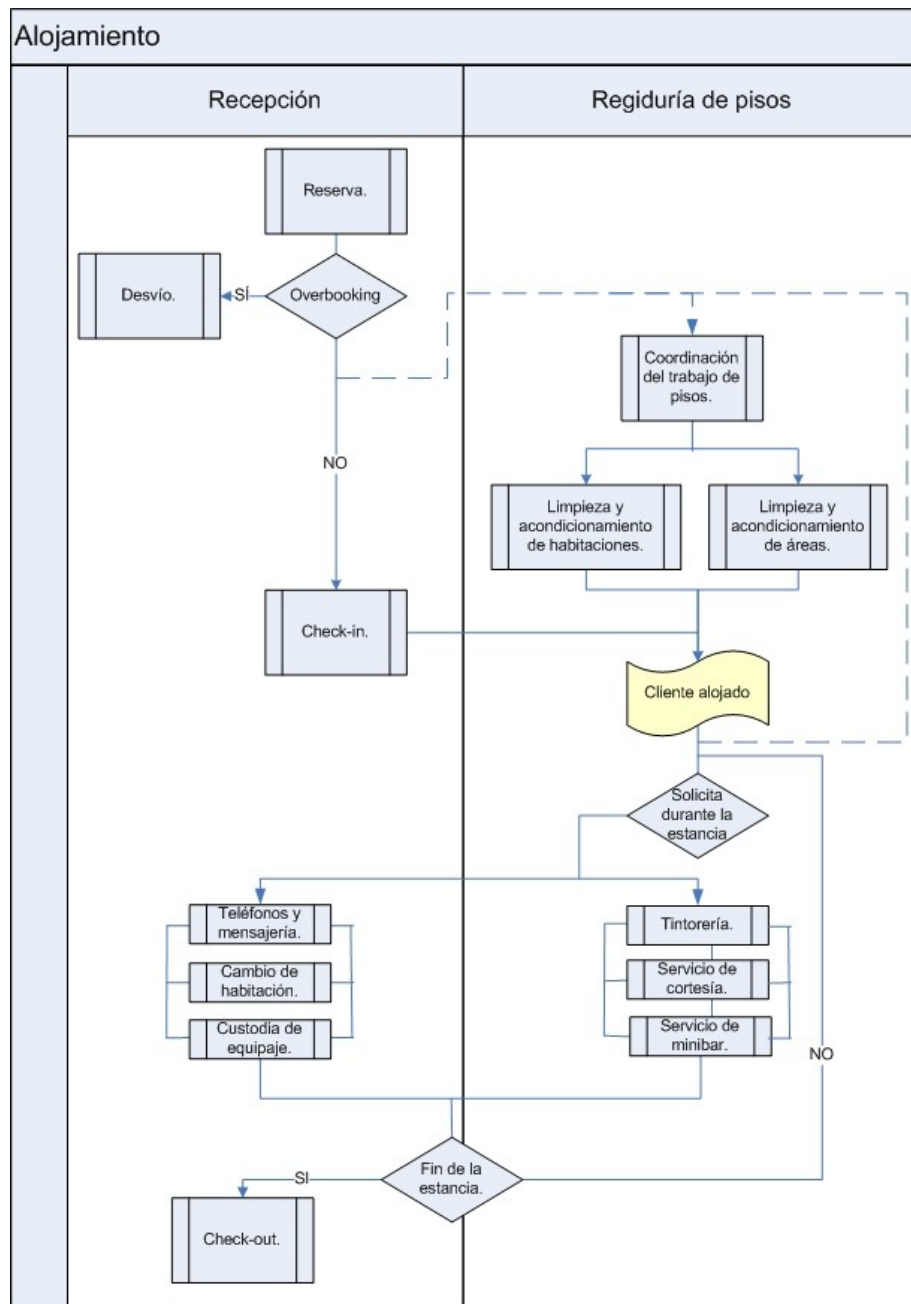 Alojamiento
Recepción
Regiduría de pisos
Reserva.
Desvío.
SÍ
Overbooking
Coordinación
del trabajo de
pisos.
NO
Limpieza y
acondicionamiento
de habitaciones.
Limpieza y
acondicionamiento
de áreas.
Check-in.
Cliente alojado
Solicita
durante la
estancia
Teléfonos y
mensajería.
Cambio de
habitación.
Custodia de
equipaje.
Tintorería.
Servicio de
cortesía.
Servicio de
minibar.
NO
Fin de la
estancia.
SI
Check-out.